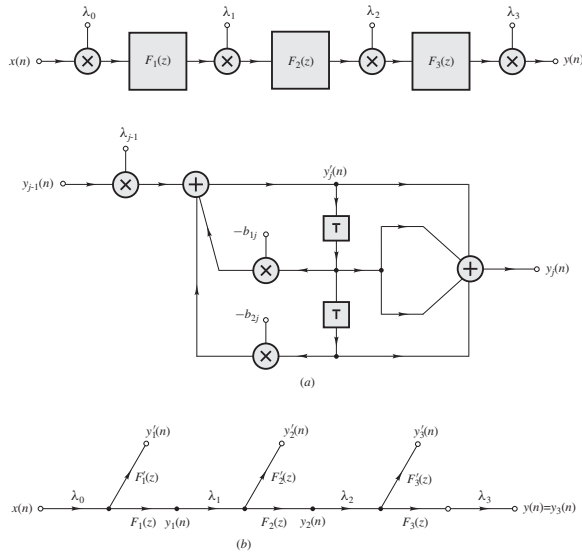 λ0 λ1 λ2 λ3
x(n) F1(z) F2(z) F3(z) y(n)
λj-1
yj-1(n) y′j(n)
T
−b1j
yj(n)
T
−b2j
(a)
y′1(n) y′2(n) y′3(n)
F′1(z) F′2(z) F′3(z)
x(n) λ0 λ1 λ2 λ3 y(n)=y3(n)
F1(z) y1(n) F2(z) y2(n) F3(z)
(b)